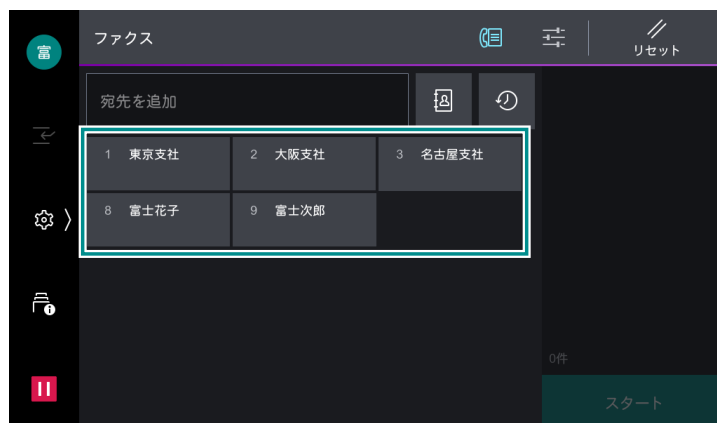 富
ファクス
リセット
宛先を追加
1 東京支社
2 大阪支社
3 名古屋支社
8 富士花子
9 富士次郎
0件
スタート